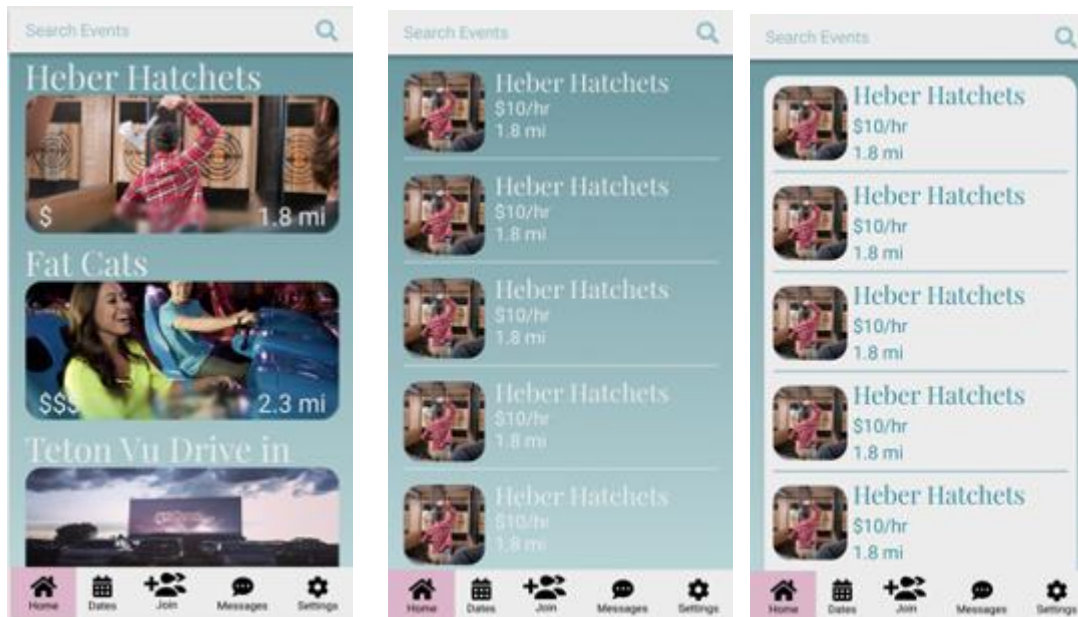 Search Events
Heber Hatchets
$ 1.8 mi
Fat Cats
$$$ 2.3 mi
Teton Vu Drive in
Home Dates Join Messages Settings
Search Events
Heber Hatchets
$10/hr
1.8 mi
Heber Hatchets
$10/hr
1.8 mi
Heber Hatchets
$10/hr
1.8 mi
Heber Hatchets
$10/hr
1.8 mi
Heber Hatchets
$10/hr
1.8 mi
Home Dates Join Messages Settings
Search Events
Heber Hatchets
$10/hr
1.8 mi
Heber Hatchets
$10/hr
1.8 mi
Heber Hatchets
$10/hr
1.8 mi
Heber Hatchets
$10/hr
1.8 mi
Heber Hatchets
$10/hr
1.8 mi
Home Dates Join Messages Settings